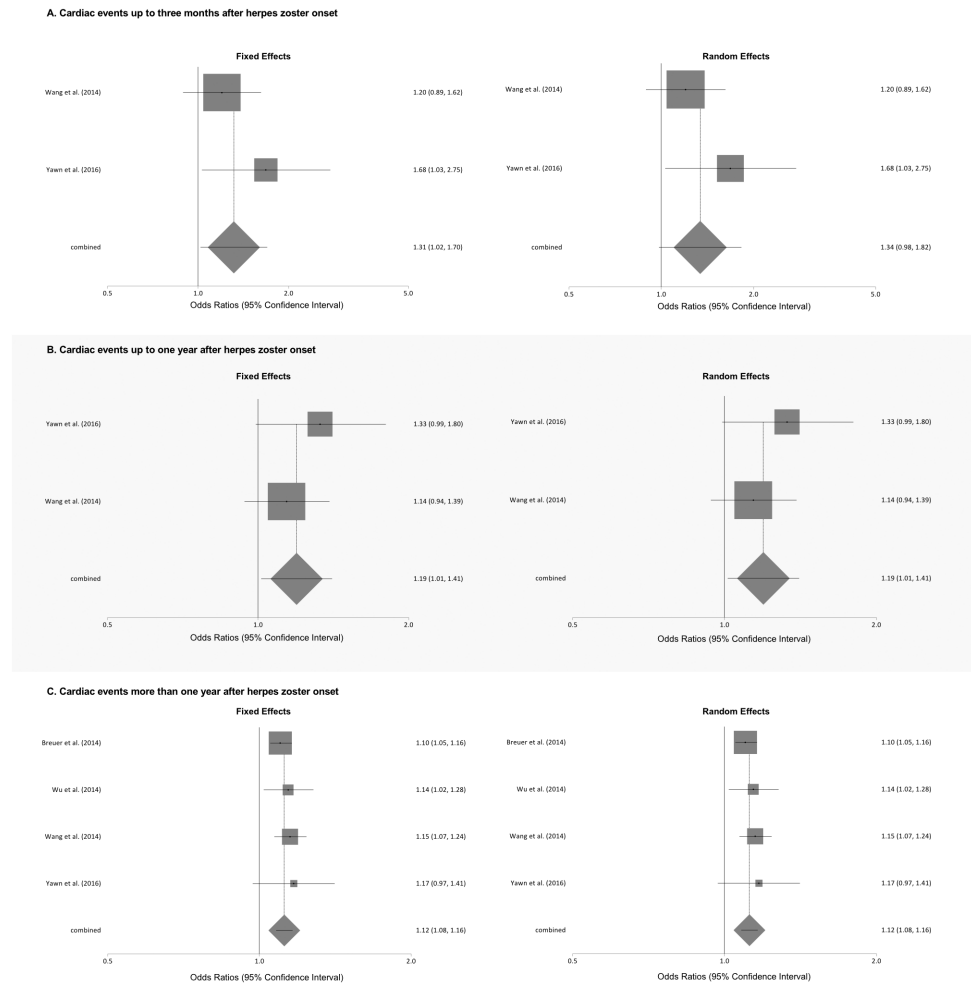 A. Cardiac events up to three months after herpes zoster onset
Fixed Effects
Wang et al. (2014) 1.20 (0.89, 1.62)
Yawn et al. (2016) 1.68 (1.03, 2.75)
combined 1.31 (1.02, 1.70)
0.5 1.0 2.0 5.0
Odds Ratios (95% Confidence Interval)
Random Effects
Wang et al. (2014) 1.20 (0.89, 1.62)
Yawn et al. (2016) 1.68 (1.03, 2.75)
combined 1.34 (0.98, 1.82)
0.5 1.0 2.0 5.0
Odds Ratios (95% Confidence Interval)
B. Cardiac events up to one year after herpes zoster onset
Fixed Effects
Yawn et al. (2016) 1.33 (0.99, 1.80)
Wang et al. (2014) 1.14 (0.94, 1.39)
combined 1.19 (1.01, 1.41)
0.5 1.0 2.0
Odds Ratios (95% Confidence Interval)
Random Effects
Yawn et al. (2016) 1.33 (0.99, 1.80)
Wang et al. (2014) 1.14 (0.94, 1.39)
combined 1.19 (1.01, 1.41)
0.5 1.0 2.0
Odds Ratios (95% Confidence Interval)
C. Cardiac events more than one year after herpes zoster onset
Fixed Effects
Breuer et al. (2014) 1.10 (1.05, 1.16)
Wu et al. (2014) 1.14 (1.02, 1.28)
Wang et al. (2014) 1.15 (1.07, 1.24)
Yawn et al. (2016) 1.17 (0.97, 1.41)
combined 1.12 (1.08, 1.16)
0.5 1.0 2.0
Odds Ratios (95% Confidence Interval)
Random Effects
Breuer et al. (2014) 1.10 (1.05, 1.16)
Wu et al. (2014) 1.14 (1.02, 1.28)
Wang et al. (2014) 1.15 (1.07, 1.24)
Yawn et al. (2016) 1.17 (0.97, 1.41)
combined 1.12 (1.08, 1.16)
0.5 1.0 2.0
Odds Ratios (95% Confidence Interval)